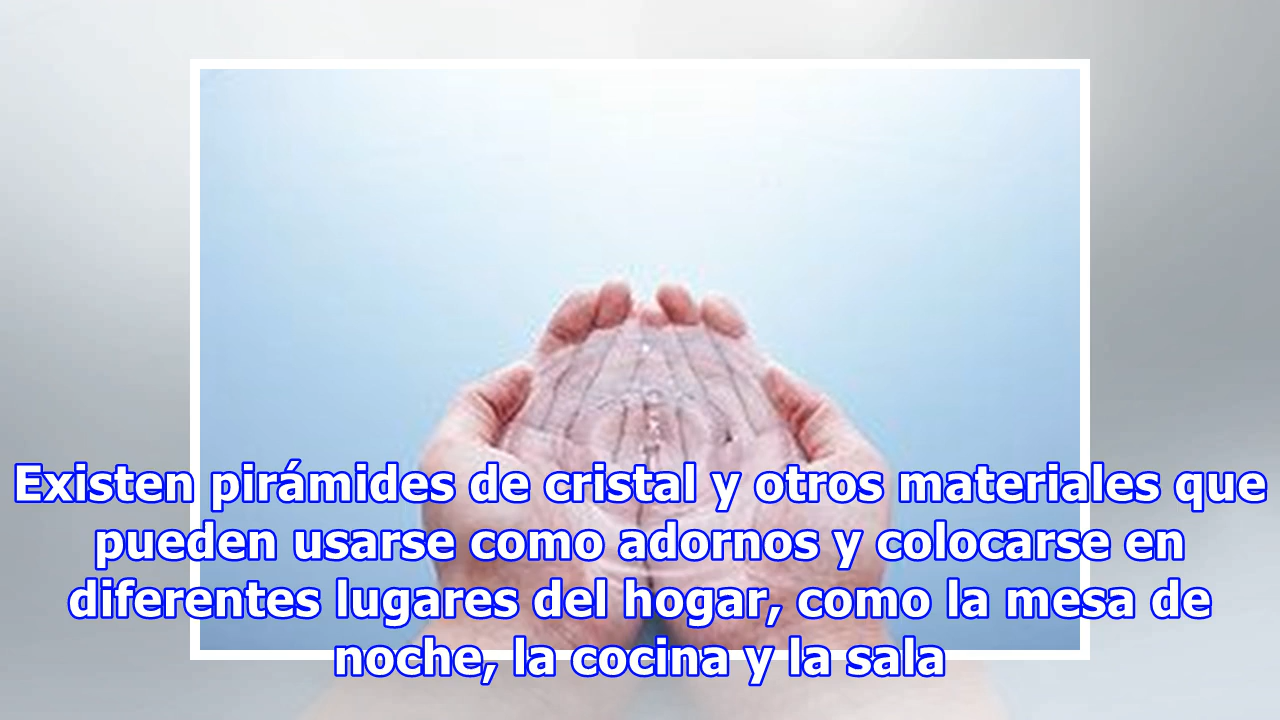 Existen pirámides de cristal y otros materiales que
pueden usarse como adornos y colocarse en
diferentes lugares del hogar, como la mesa de
noche, la cocina y la sala